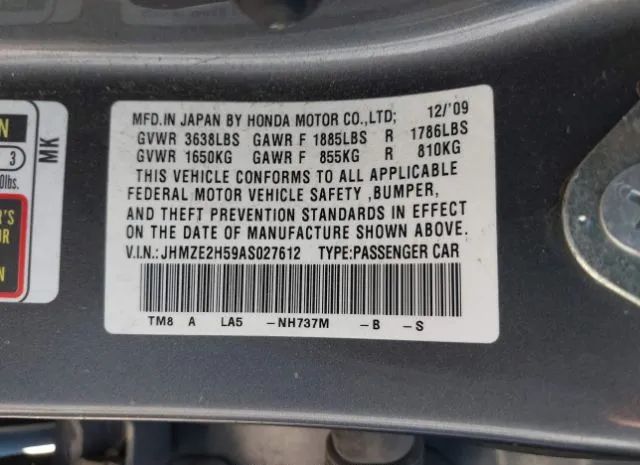 MFD.IN JAPAN BY HONDA MOTOR CO.,LTD; 12/'09
GVWR 3638LBS GAWR F 1885LBS R 1786LBS
GVWR 1650KG GAWR F 855KG R 810KG
THIS VEHICLE CONFORMS TO ALL APPLICABLE
FEDERAL MOTOR VEHICLE SAFETY ,BUMPER,
AND THEFT PREVENTION STANDARDS IN EFFECT
ON THE DATE OF MANUFACTURE SHOWN ABOVE.
V.I.N.:JHMZE2H59AS027612 TYPE:PASSENGER CAR
TM8 A LA5 -NH737M -B -S
MK
3